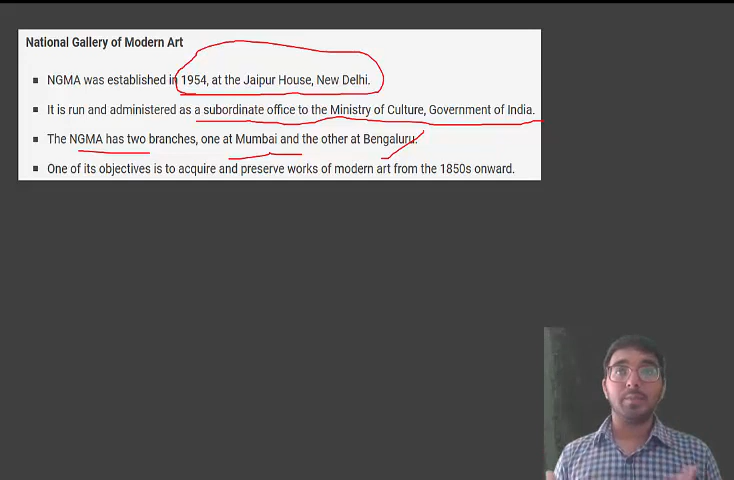 National Gallery of Modern Art
NGMA was established in 1954, at the Jaipur House, New Delhi.
It is run and administered as a subordinate office to the Ministry of Culture, Government of India.
The NGMA has two branches, one at Mumbai and the other at Bengaluru.
One of its objectives is to acquire and preserve works of modern art from the 1850s onward.